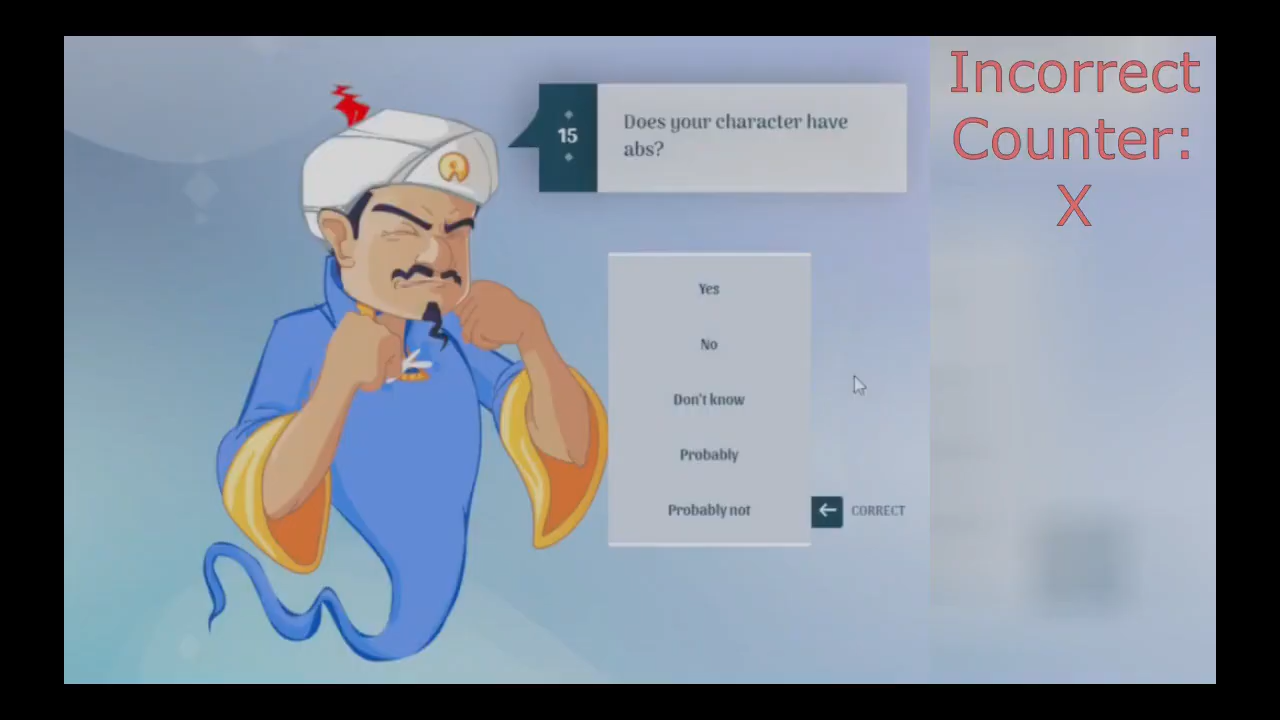 Incorrect
Counter:
X
15
Does your character have
abs?
Yes
No
Don't know
Probably
Probably not
CORRECT